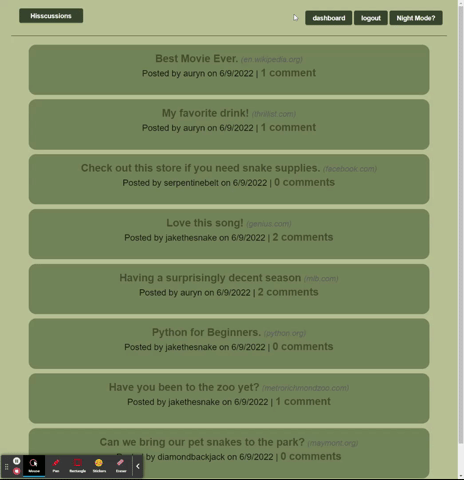 Hisscussions
dashboard logout Night Mode?
Best Movie Ever. (en.wikipedia.org)
Posted by auryn on 6/9/2022 | 1 comment
My favorite drink! (thrillist.com)
Posted by auryn on 6/9/2022 | 1 comment
Check out this store if you need snake supplies. (facebook.com)
Posted by serpentinebelt on 6/9/2022 | 0 comments
Love this song! (genius.com)
Posted by jakethesnake on 6/9/2022 | 2 comments
Having a surprisingly decent season (mlb.com)
Posted by auryn on 6/9/2022 | 2 comments
Python for Beginners. (python.org)
Posted by jakethesnake on 6/9/2022 | 0 comments
Have you been to the zoo yet? (metrorichmondzoo.com)
Posted by jakethesnake on 6/9/2022 | 1 comment
Can we bring our pet snakes to the park?
by diamondbackjack on 6/9/2022 | 0 comments
Mouse Pen Rectangle Stickers Eraser